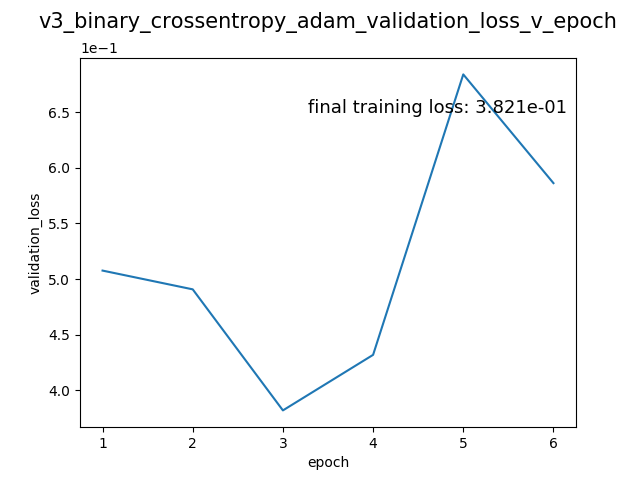 v3_binary_crossentropy_adam_validation_loss_v_epoch
1e−1
final training loss: 3.821e-01
6.5
6.0
5.5
5.0
4.5
4.0
validation_loss
1 2 3 4 5 6
epoch